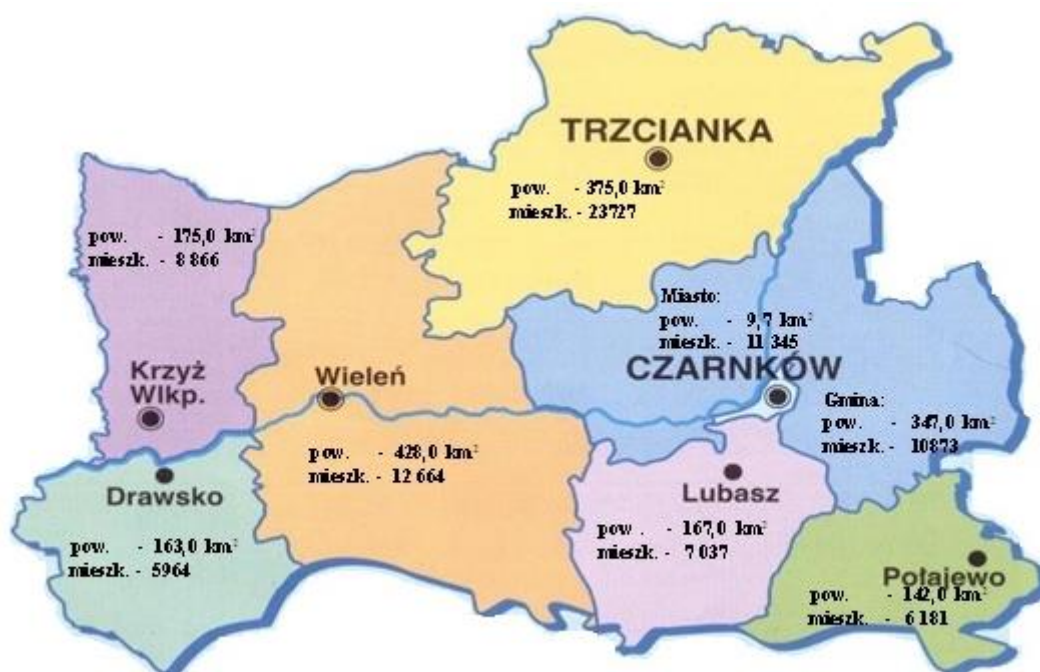 TRZCIANKA
pow. - 375,0 km²
mieszk. - 23727
pow. - 175,0 km²
mieszk. - 8 866
Krzyż
Wlkp.
Wieleń
pow. - 428,0 km²
mieszk. - 12 664
Miasto:
pow. - 9,7 km²
mieszk. - 11 345
CZARNKÓW
Gmina:
pow. - 347,0 km²
mieszk. - 10873
Drawsko
pow. - 163,0 km²
mieszk. - 5964
Lubasz
pow. - 167,0 km²
mieszk. - 7 037
Połajewo
pow. - 142,0 km²
mieszk. - 6 181